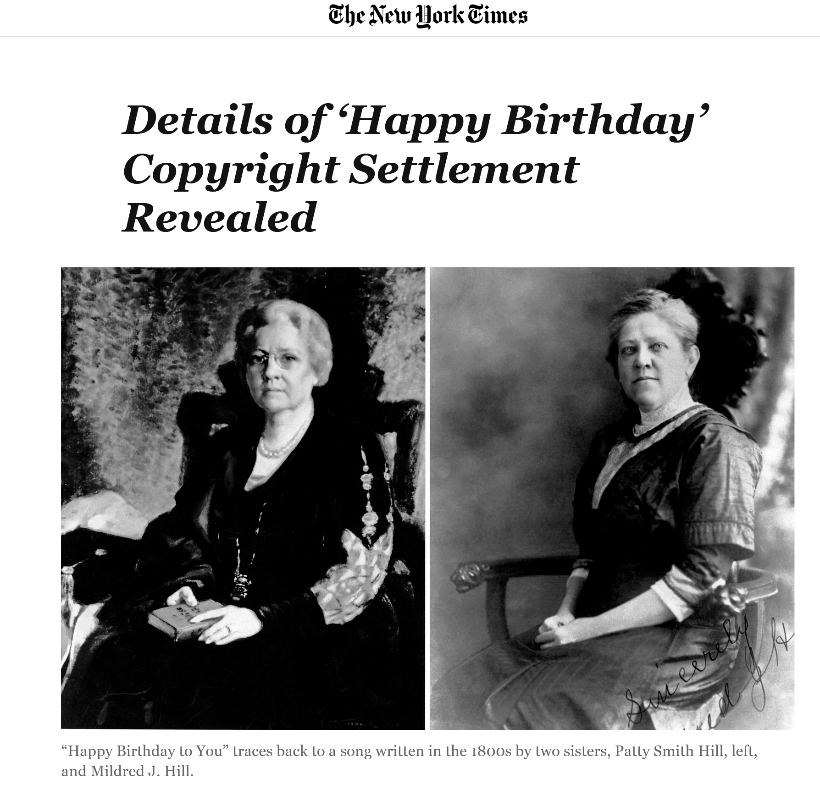 The New York Times
Details of ‘Happy Birthday’
Copyright Settlement
Revealed
Sincerely
“Happy Birthday to You” traces back to a song written in the 1800s by two sisters, Patty Smith Hill, left,
and Mildred J. Hill.